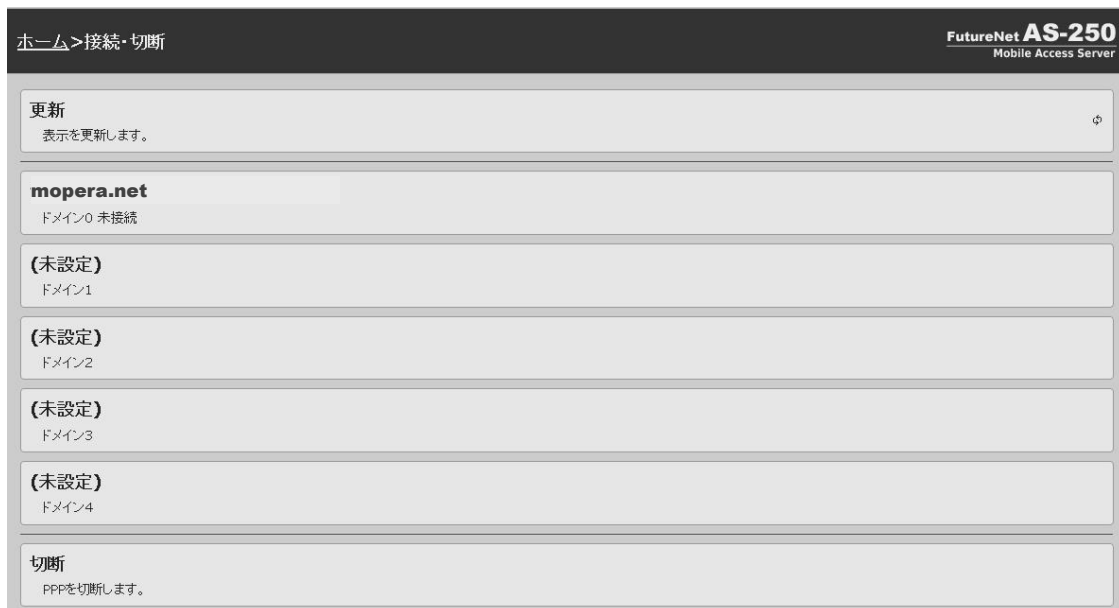 ホーム>接続・切断
FutureNet AS-250
Mobile Access Server
更新
表示を更新します。
mopera.net
ドメイン0 未接続
(未設定)
ドメイン1
(未設定)
ドメイン2
(未設定)
ドメイン3
(未設定)
ドメイン4
切断
PPPを切断します。